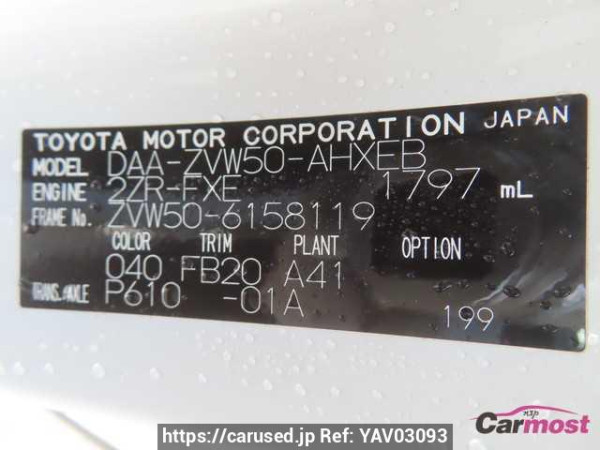 TOYOTA MOTOR CORPORATION JAPAN
MODEL DAA-ZVW50-AHXEB
ENGINE 2ZR-FXE 1797 mL
FRAME No. ZVW50-6158119
COLOR TRIM PLANT OPTION
040 FB20 A41
TRANS./AXLE P610 -01A
199
Carmost
https://carused.jp Ref: YAV03093